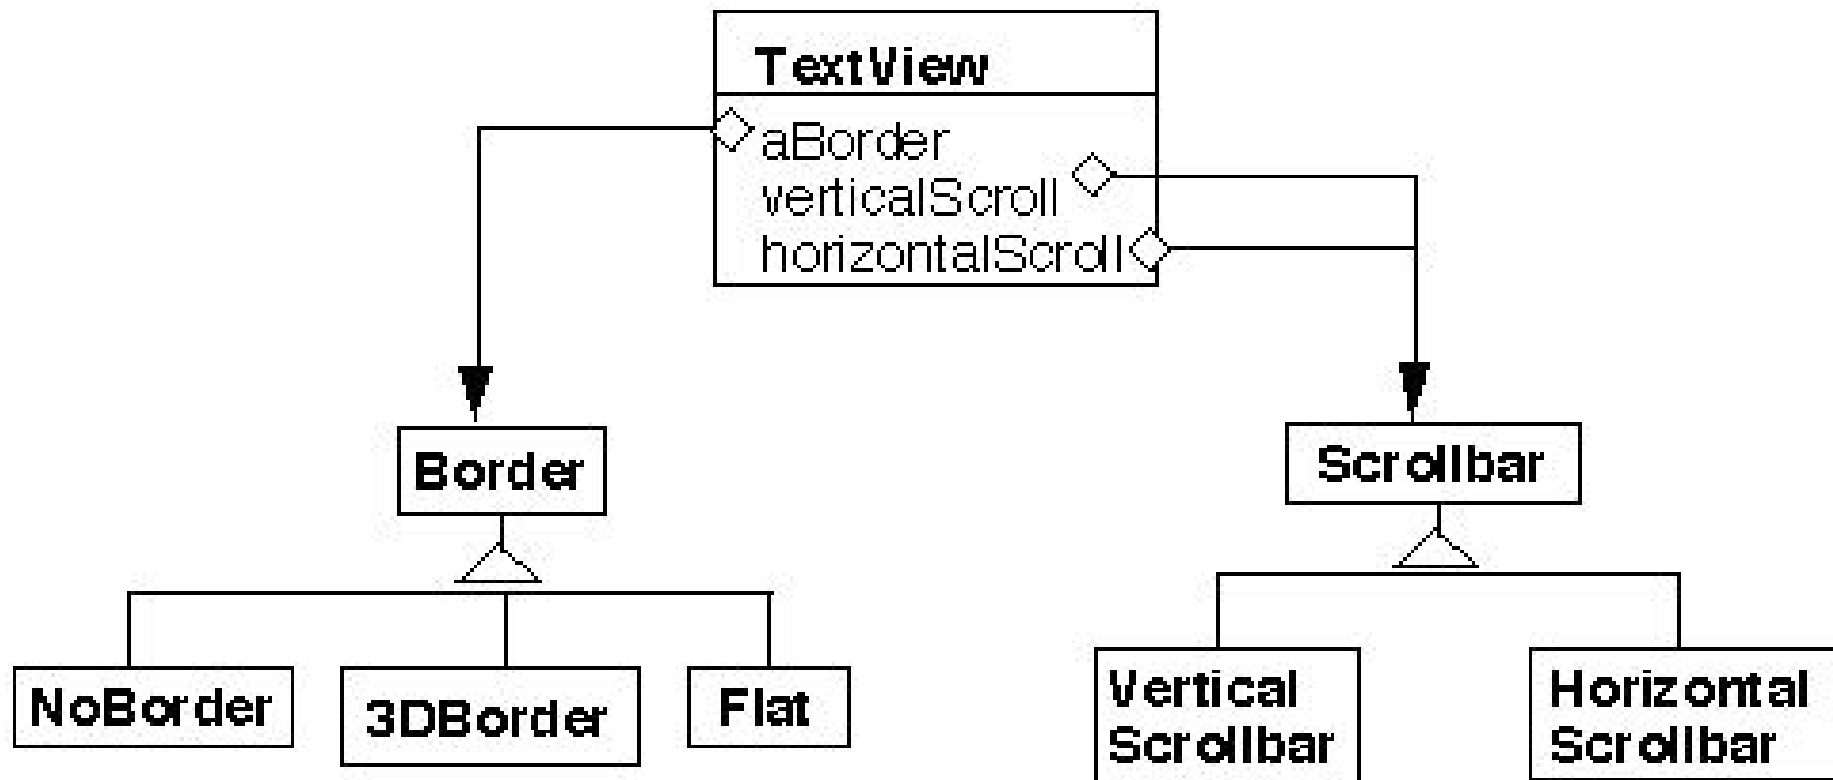 TextView
aBorder
verticalScroll
horizontalScroll
Border
Scrollbar
NoBorder
3DBorder
Flat
Vertical
Scrollbar
Horizontal
Scrollbar